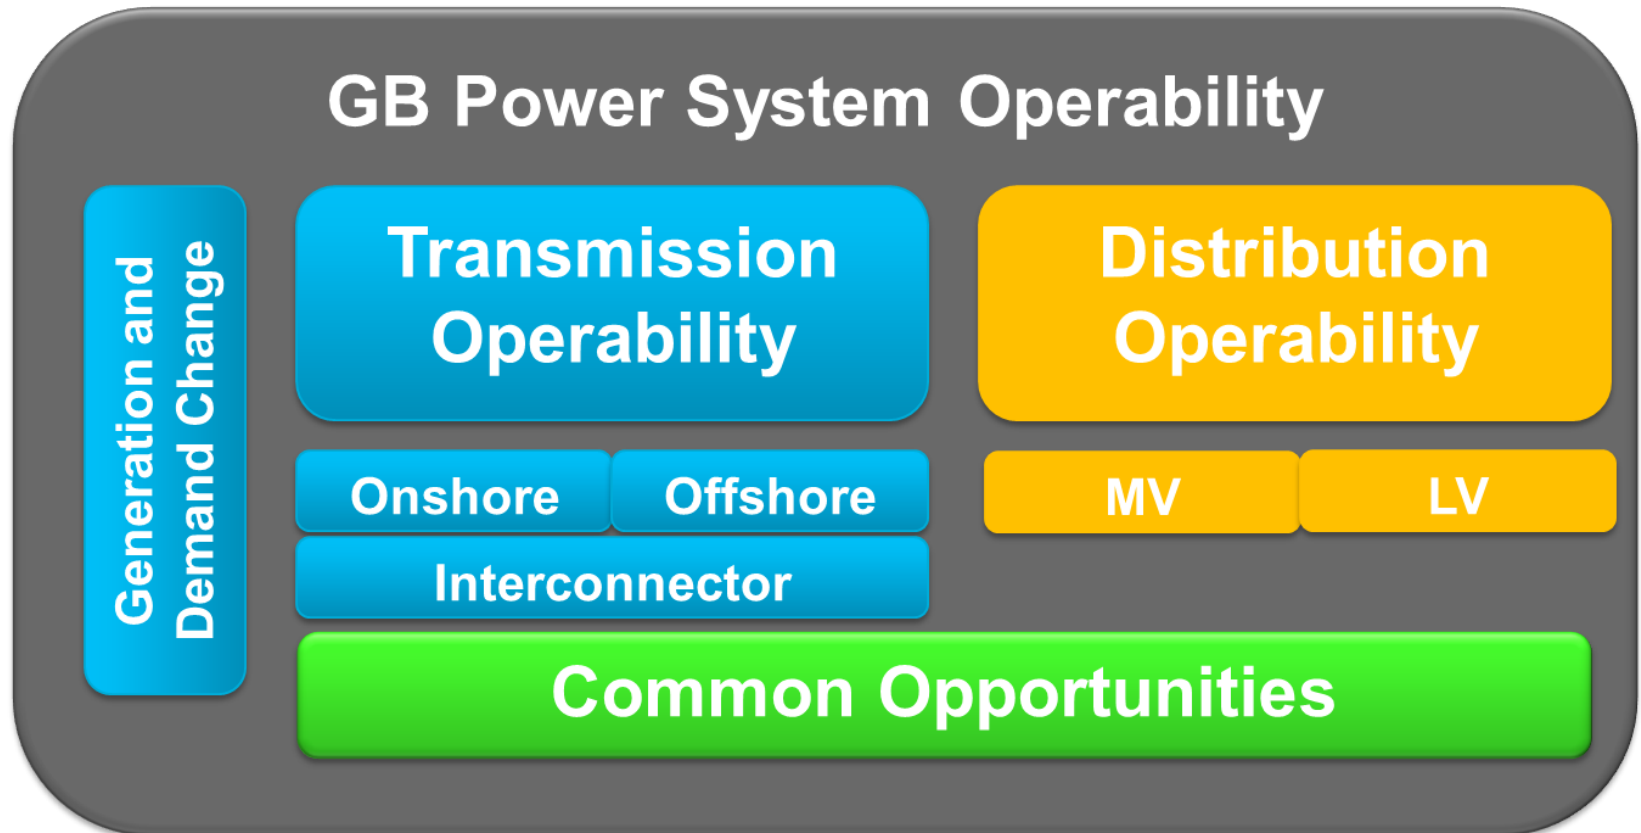 GB Power System Operability
Generation and
Demand Change
Transmission
Operability
Distribution
Operability
Onshore
Offshore
MV
LV
Interconnector
Common Opportunities